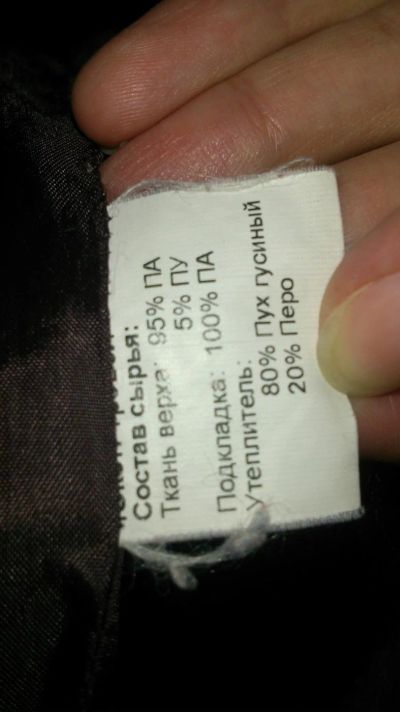 Состав сырья:
Ткань верха: 95% ПА
5% ПУ
Подкладка: 100% ПА
Утеплитель:
80% Пух гусиный
20% Перо